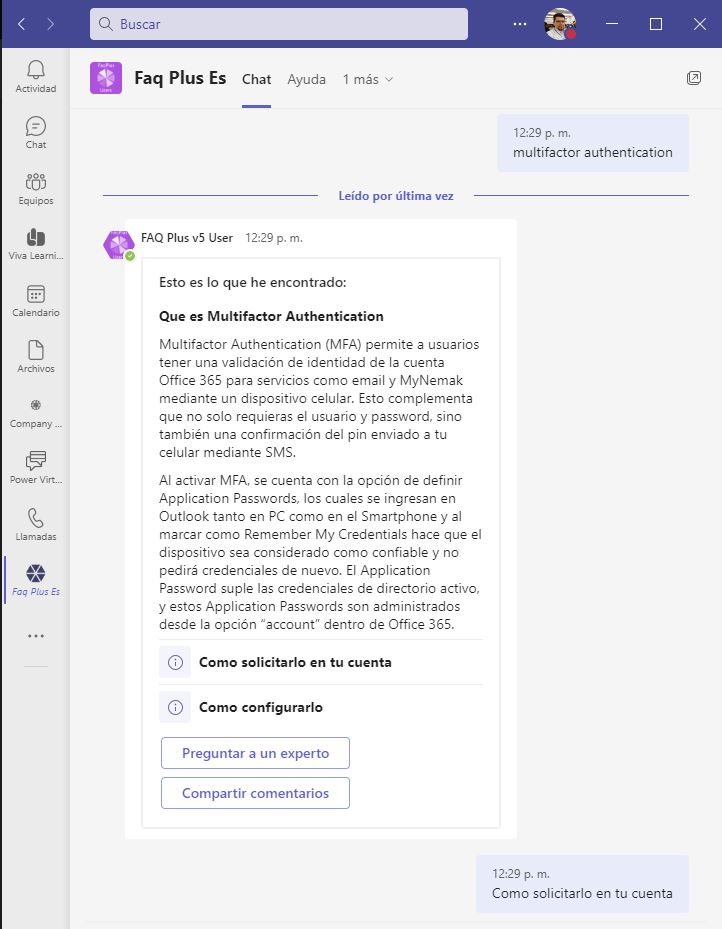 Buscar
Faq Plus Es
Chat
Ayuda
1 más
Actividad
Chat
Equipos
Viva Learni...
Calendario
Archivos
Company ...
Power Virt...
Llamadas
Faq Plus Es
12:29 p. m.
multifactor authentication
Leído por última vez
FAQ Plus v5 User 12:29 p. m.
Esto es lo que he encontrado:
Que es Multifactor Authentication
Multifactor Authentication (MFA) permite a usuarios
tener una validación de identidad de la cuenta
Office 365 para servicios como email y MyNemak
mediante un dispositivo celular. Esto complementa
que no solo requieras el usuario y password, sino
también una confirmación del pin enviado a tu
celular mediante SMS.
Al activar MFA, se cuenta con la opción de definir
Application Passwords, los cuales se ingresan en
Outlook tanto en PC como en el Smartphone y al
marcar como Remember My Credentials hace que el
dispositivo sea considerado como confiable y no
pedirá credenciales de nuevo. El Application
Password suple las credenciales de directorio activo,
y estos Application Passwords son administrados
desde la opción “account” dentro de Office 365.
Como solicitarlo en tu cuenta
Como configurarlo
Preguntar a un experto
Compartir comentarios
12:29 p. m.
Como solicitarlo en tu cuenta